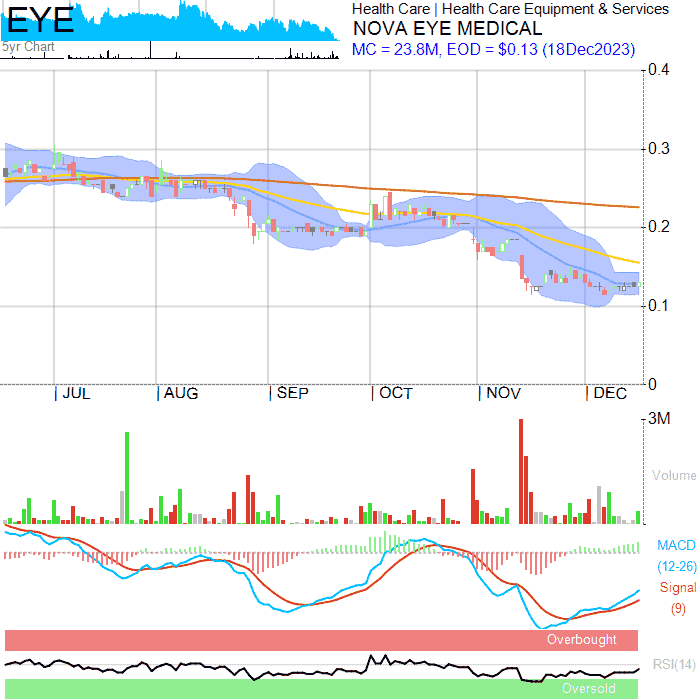 EYE
5yr Chart
Health Care | Health Care Equipment & Services
NOVA EYE MEDICAL
MC = 23.8M, EOD = $0.13 (18Dec2023)
0.4
0.3
0.2
0.1
0
| JUL | AUG | SEP | OCT | NOV | DEC
3M
Volume
MACD
(12-26)
Signal
(9)
Overbought
RSI(14)
Oversold